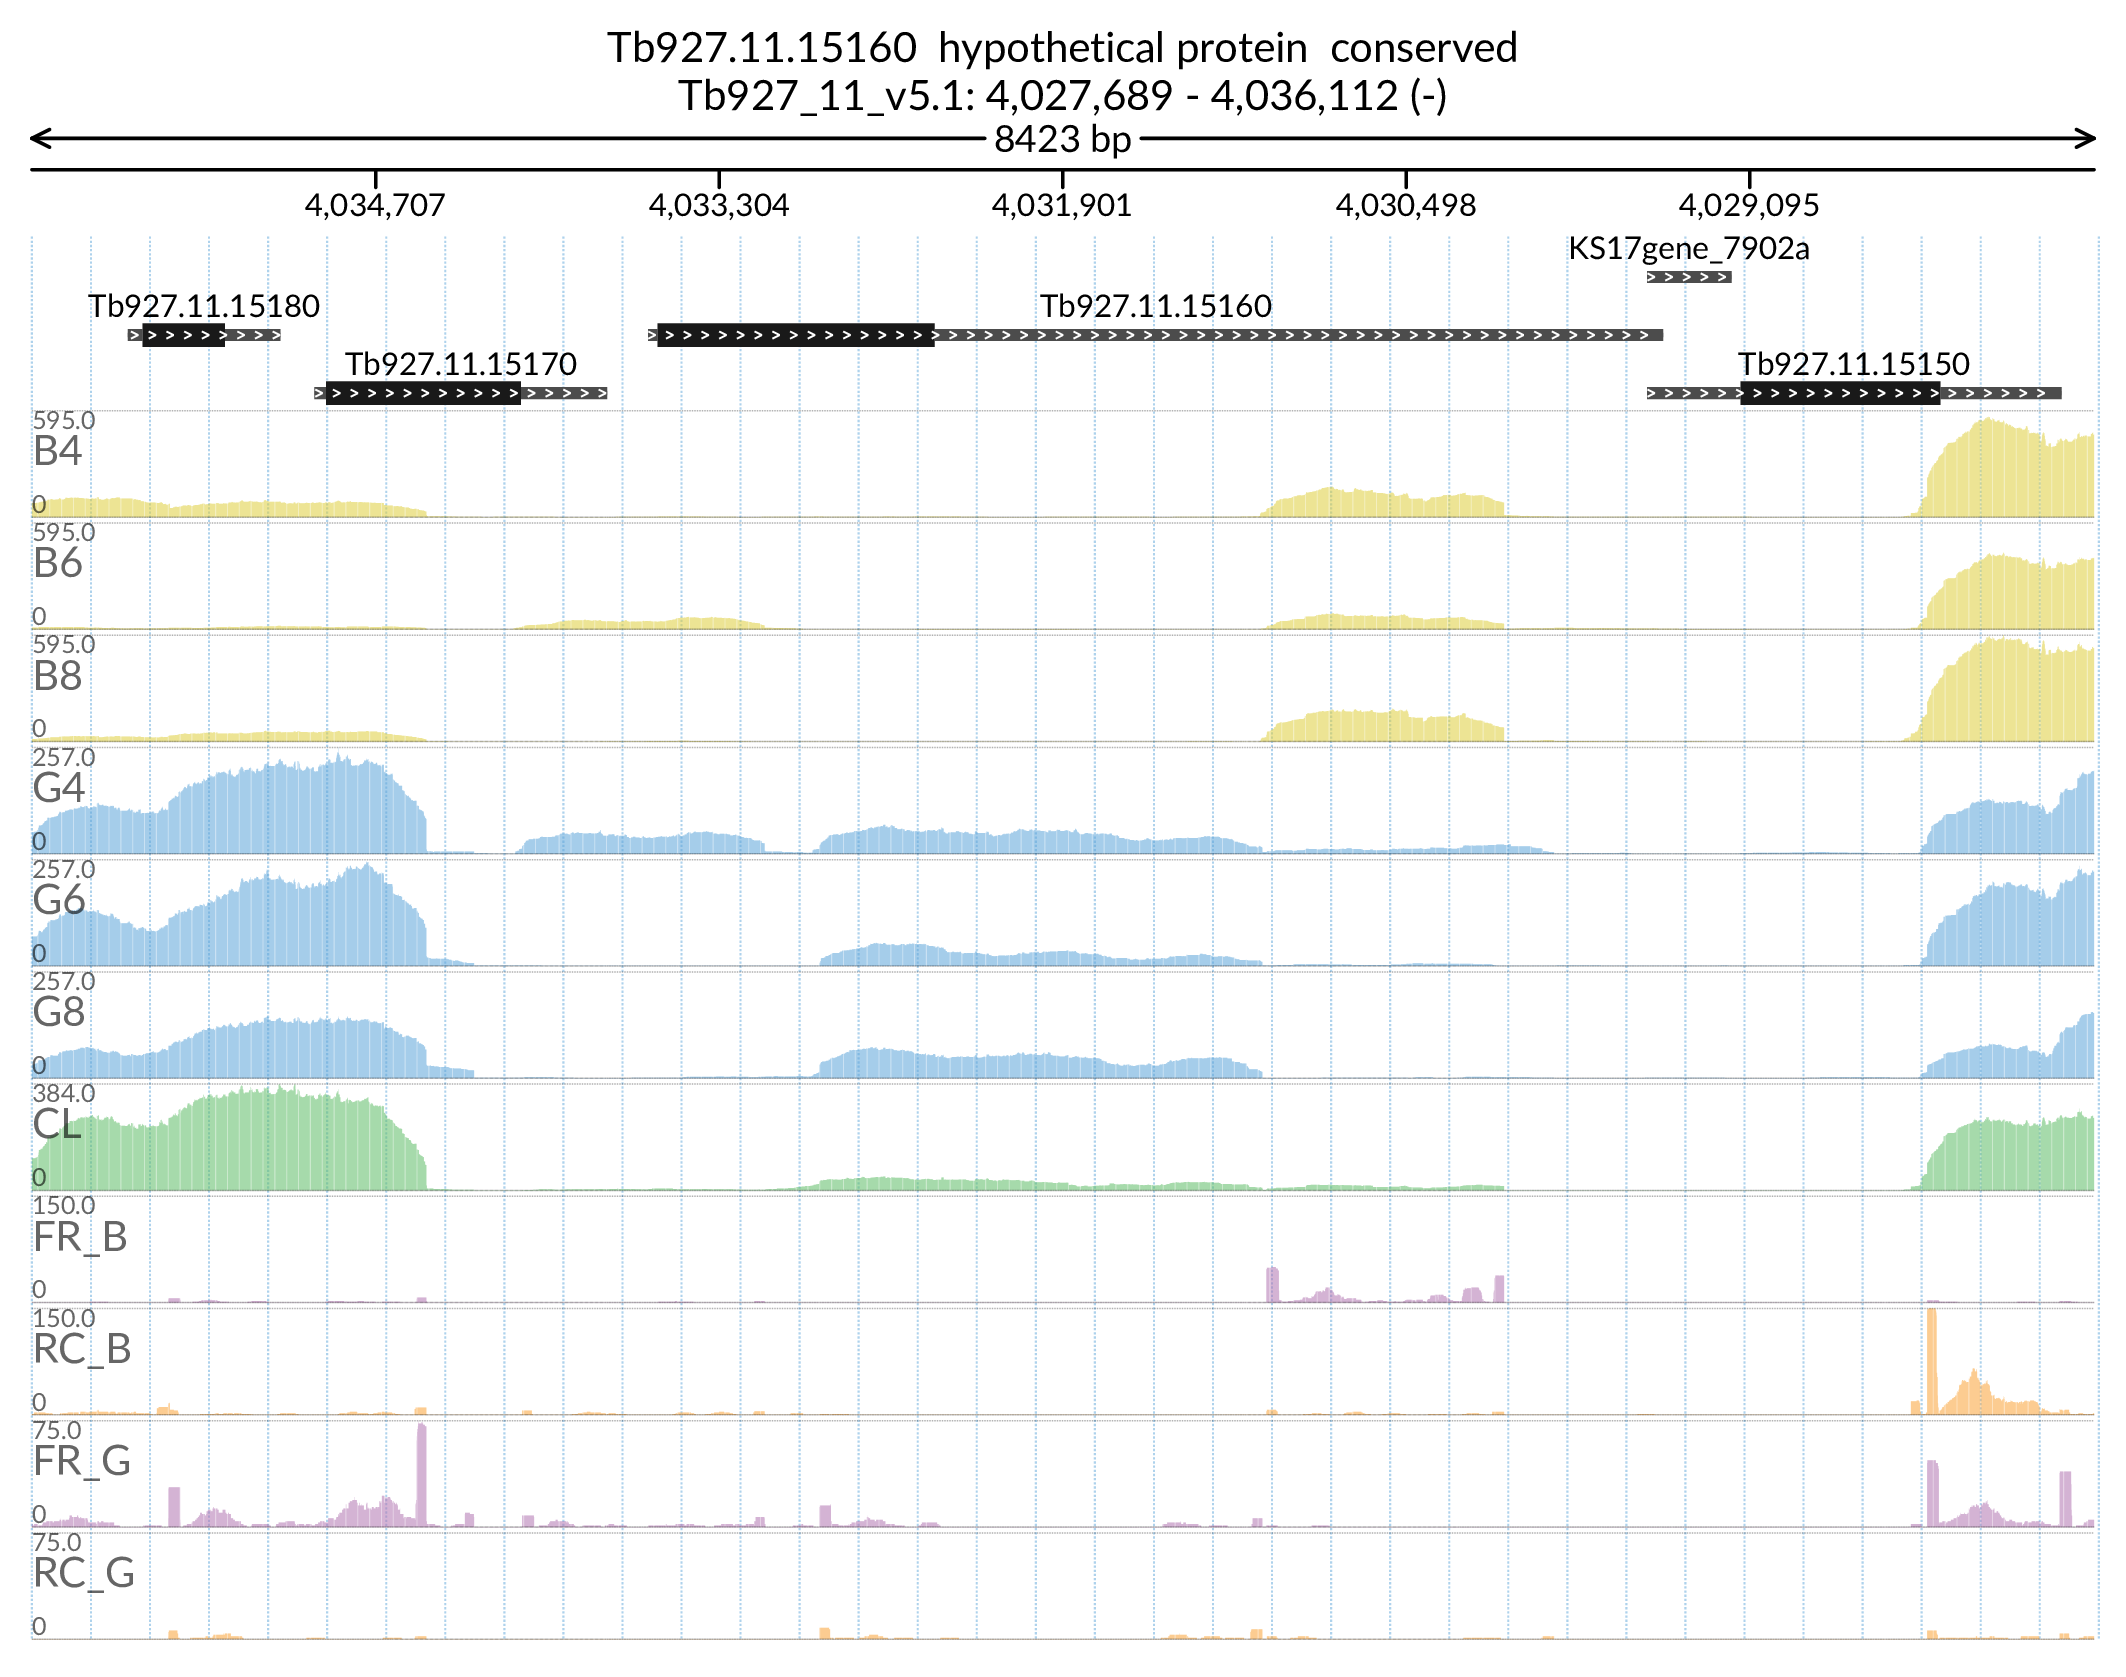 Tb927.11.15160 hypothetical protein conserved
Tb927_11_v5.1: 4,027,689 - 4,036,112 (-)
8423 bp
4,034,707 4,033,304 4,031,901 4,030,498 4,029,095
KS17gene_7902a
Tb927.11.15180 Tb927.11.15160
Tb927.11.15170 Tb927.11.15150
595.0
B4
0
595.0
B6
0
595.0
B8
0
257.0
G4
0
257.0
G6
0
257.0
G8
0
384.0
CL
0
150.0
FR_B
0
150.0
RC_B
0
75.0
FR_G
0
75.0
RC_G
0